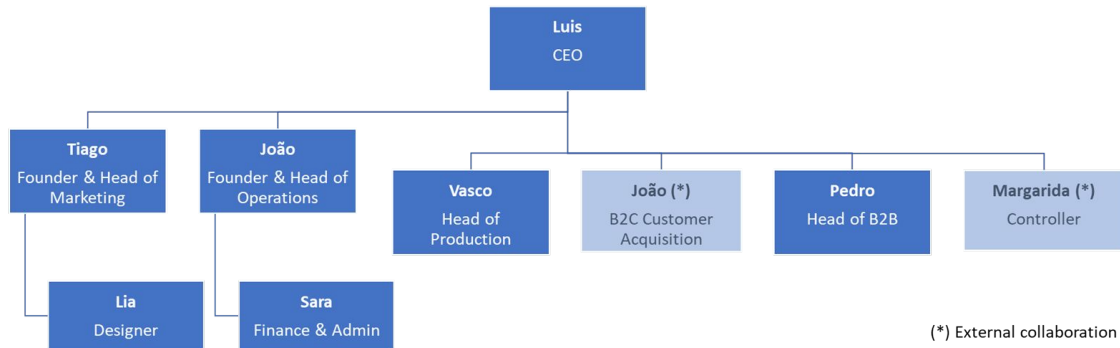 Luis
CEO
Tiago
Founder & Head of
Marketing
João
Founder & Head of
Operations
Vasco
Head of
Production
João (*)
B2C Customer
Acquisition
Pedro
Head of B2B
Margarida (*)
Controller
Lia
Designer
Sara
Finance & Admin
(*) External collaboration